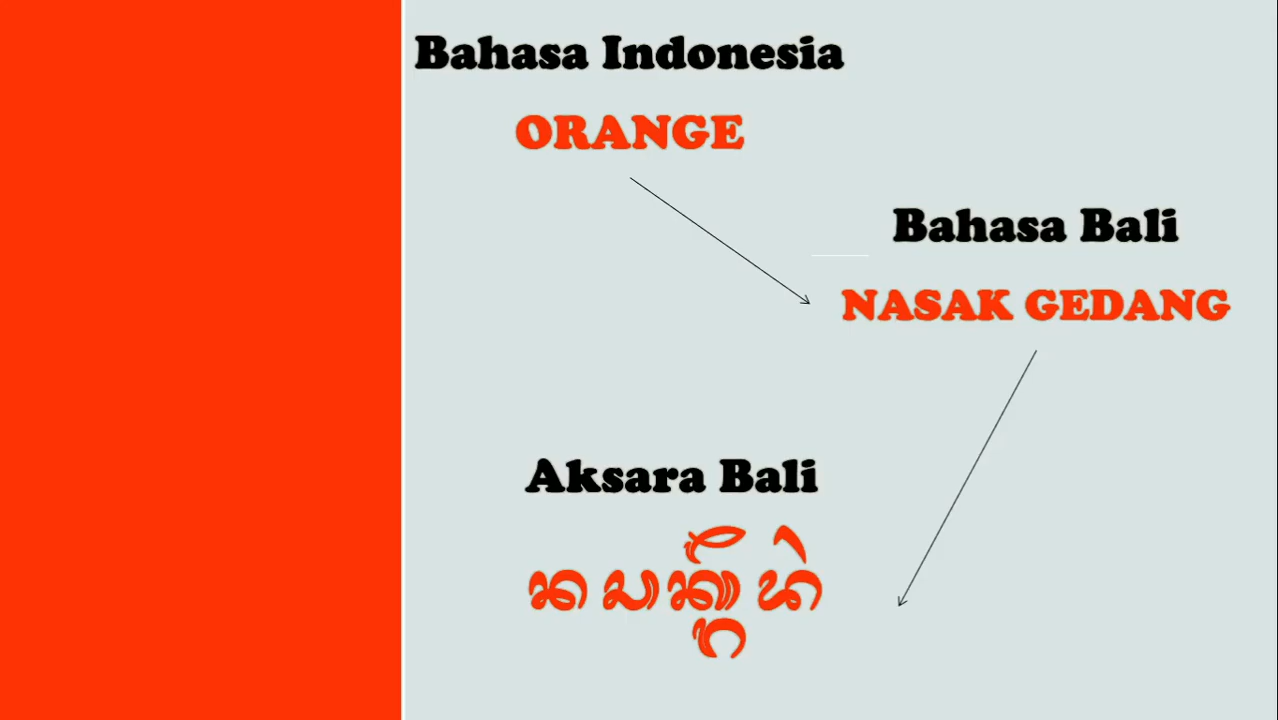 Bahasa Indonesia
ORANGE
Bahasa Bali
NASAK GEDANG
Aksara Bali
ᬦᬲᬓ᭄ᬕᭂᬤᬂ